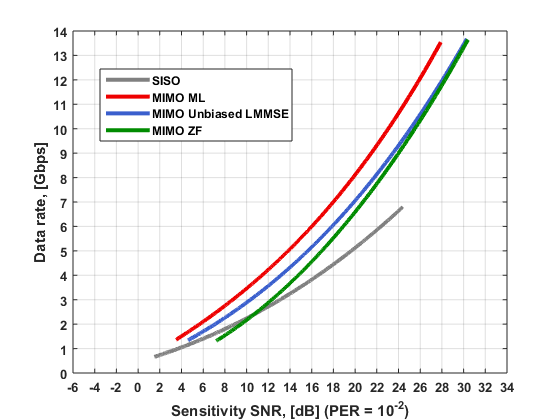 14
13
12
11
10
9
8
7
6
5
4
3
2
1
0
Data rate, [Gbps]
SISO
MIMO ML
MIMO Unbiased LMMSE
MIMO ZF
-6 -4 -2 0 2 4 6 8 10 12 14 16 18 20 22 24 26 28 30 32 34
Sensitivity SNR, [dB] (PER = 10^-2)